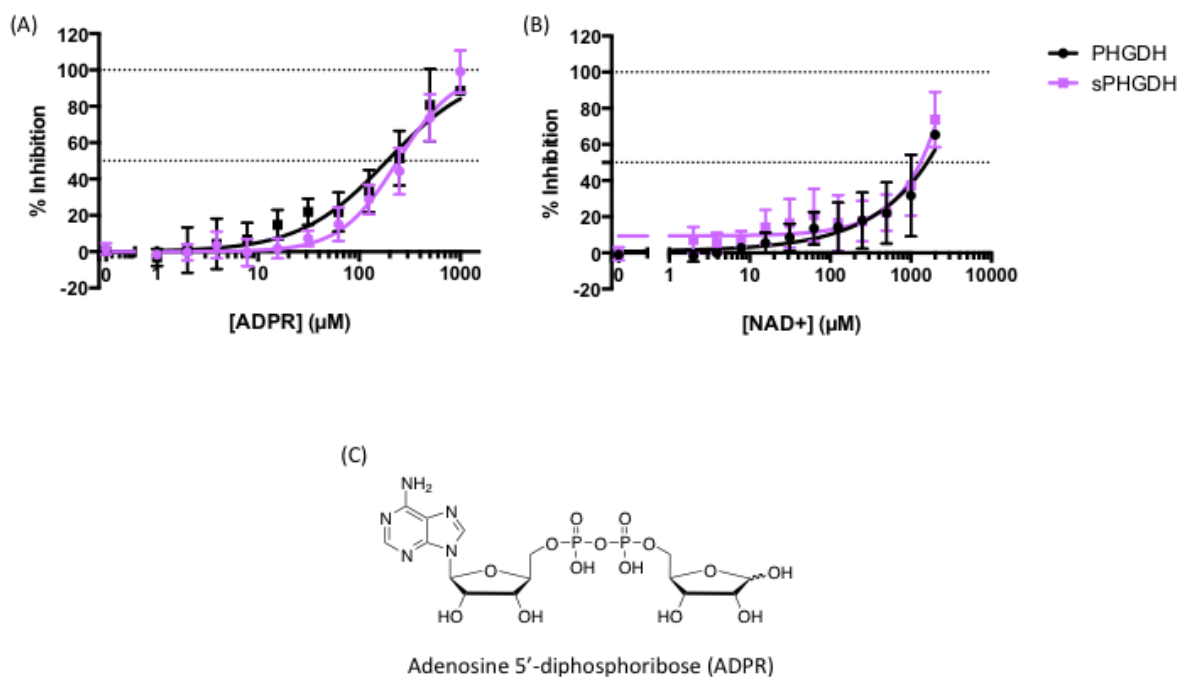 (A)
120
100
80
60
40
20
0
-20
% Inhibition
0 1 10 100 1000
[ADPR] (μM)
(B)
120
100
80
60
40
20
0
-20
% Inhibition
0 1 10 100 1000 10000
[NAD+] (μM)
PHGDH
sPHGDH
(C)
NH₂
N N
N N
O O
O P O P O O OH
OH OH
HO OH HO OH
Adenosine 5′-diphosphoribose (ADPR)